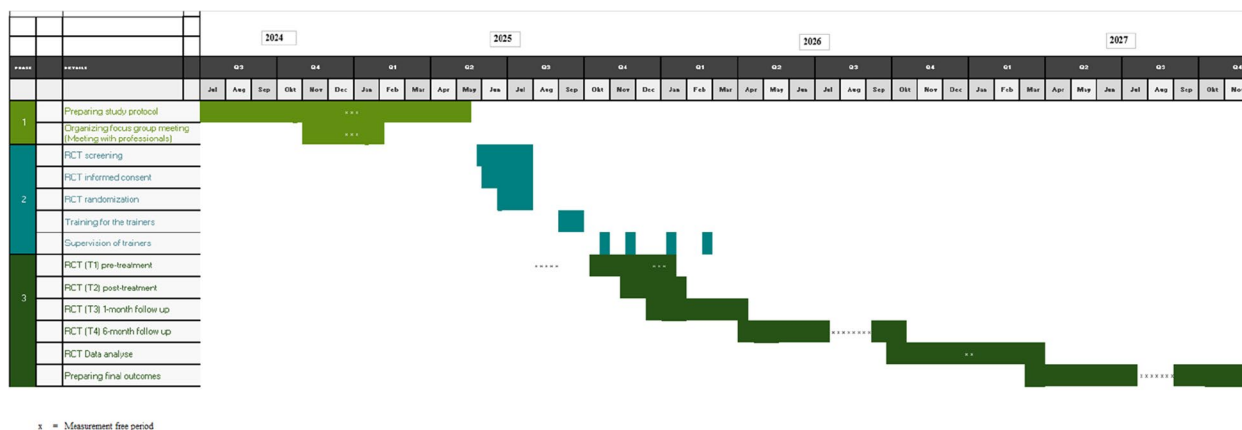 2024 2025 2026 2027
PHASE DETAILS Q3 Q4 Q1 Q2 Q3 Q4 Q1 Q2 Q3 Q4 Q1 Q2 Q3 Q4
Jul Aug Sep Okt Nov Dec Jan Feb Mar Apr May Jun Jul Aug Sep Okt Nov Dec Jan Feb Mar Apr May Jun Jul Aug Sep Okt Nov Dec Jan Feb Mar Apr May Jun Jul Sep Okt
1
Preparing study protocol
Organizing focus group meeting
(Meeting with professionals)
2
RCT screening
RCT informed consent
RCT randomization
Training for the trainers
Supervision of trainers
3
RCT (T1) pre-treatment
RCT (T2) post-treatment
RCT (T3) 1-month follow up
RCT (T4) 6-month follow up
RCT Data analyse
Preparing final outcomes
x = Measurement free period